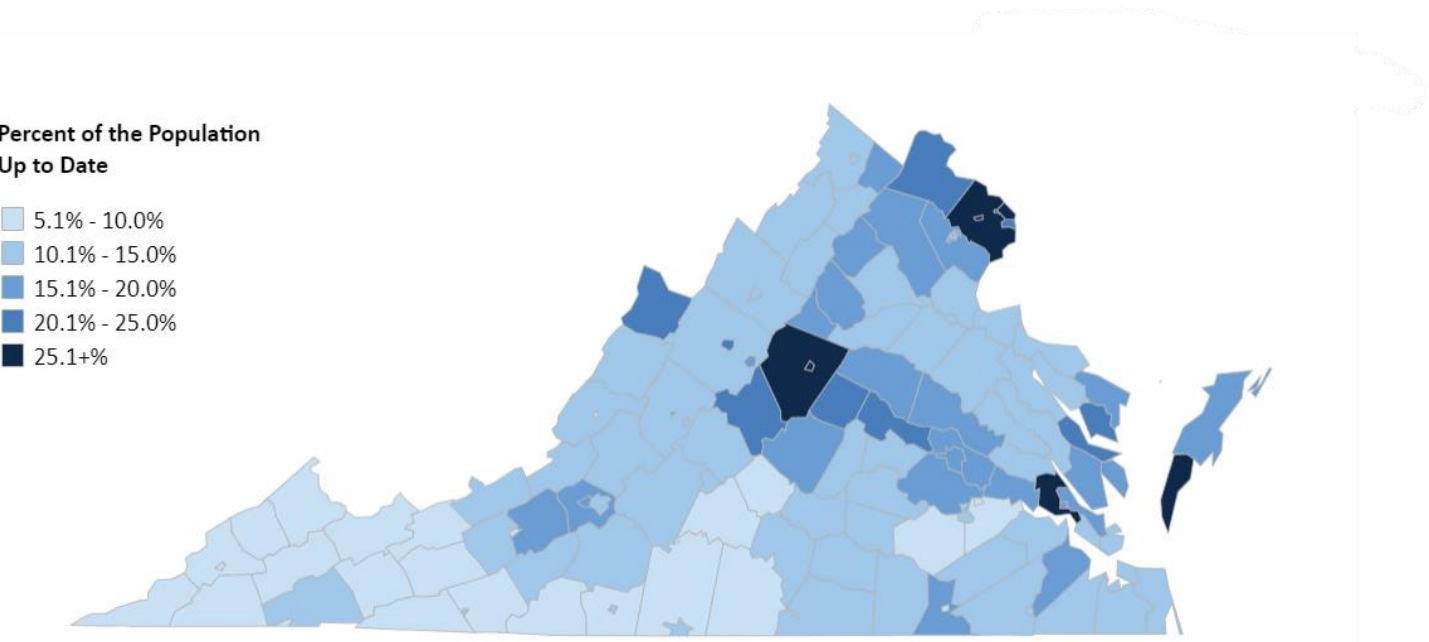 Percent of the Population
Up to Date
5.1% - 10.0%
10.1% - 15.0%
15.1% - 20.0%
20.1% - 25.0%
25.1+%